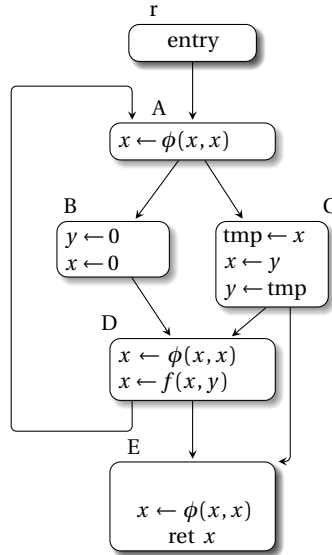 r
entry
A
x ← ϕ(x, x)
B
C
y ← 0
x ← 0
tmp ← x
x ← y
y ← tmp
D
x ← ϕ(x, x)
x ← f(x, y)
E
x ← ϕ(x, x)
ret x